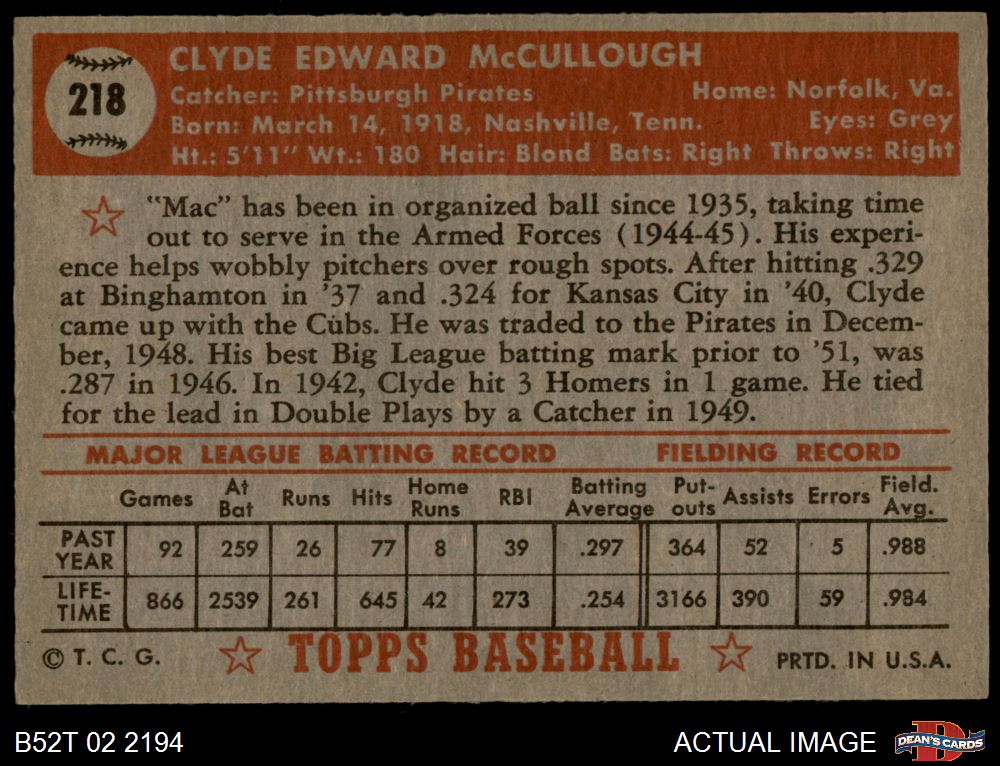 218
CLYDE EDWARD McCULLOUGH
Catcher: Pittsburgh Pirates Home: Norfolk, Va.
Born: March 14, 1918, Nashville, Tenn. Eyes: Grey
Ht.: 5'11" Wt.: 180 Hair: Blond Bats: Right Throws: Right
"Mac" has been in organized ball since 1935, taking time
out to serve in the Armed Forces (1944-45). His experi-
ence helps wobbly pitchers over rough spots. After hitting .329
at Binghamton in '37 and .324 for Kansas City in '40, Clyde
came up with the Cubs. He was traded to the Pirates in Decem-
ber, 1948. His best Big League batting mark prior to '51, was
.287 in 1946. In 1942, Clyde hit 3 Homers in 1 game. He tied
for the lead in Double Plays by a Catcher in 1949.
MAJOR LEAGUE BATTING RECORD FIELDING RECORD
Games At Bat Runs Hits Home Runs RBI Batting Average Put-outs Assists Errors Field. Avg.
PAST YEAR 92 259 26 77 8 39 .297 364 52 5 .988
LIFE-TIME 866 2539 261 645 42 273 .254 3166 390 59 .984
© T. C. G. TOPPS BASEBALL PRTD. IN U.S.A.
B52T 02 2194 ACTUAL IMAGE DEAN'S CARDS